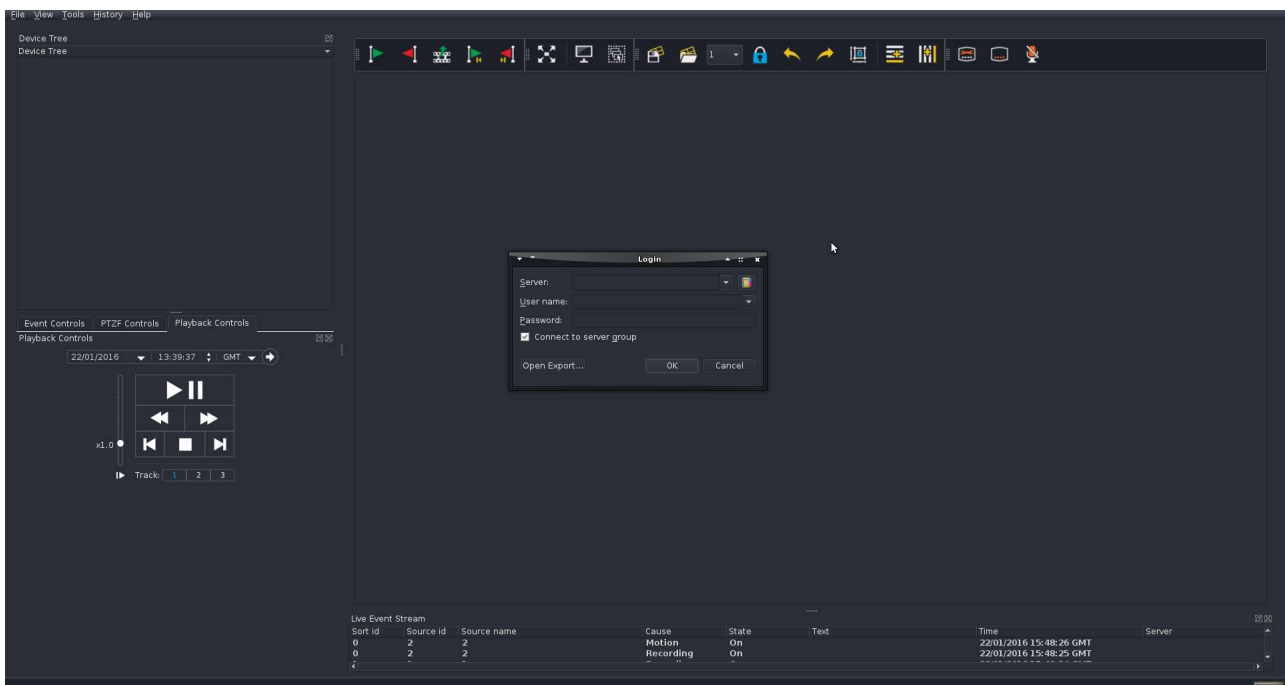 File View Tools History Help
Device Tree
Device Tree
1
Login
Server:
User name:
Password:
Connect to server group
Open Export... OK Cancel
Event Controls PTZF Controls Playback Controls
Playback Controls
22/01/2016 13:39:37 GMT
x1.0
Track: 1 2 3
Live Event Stream
Sort id Source id Source name Cause State Text Time Server
0 2 2 Motion On 22/01/2016 15:48:26 GMT
0 2 2 Recording On 22/01/2016 15:48:25 GMT